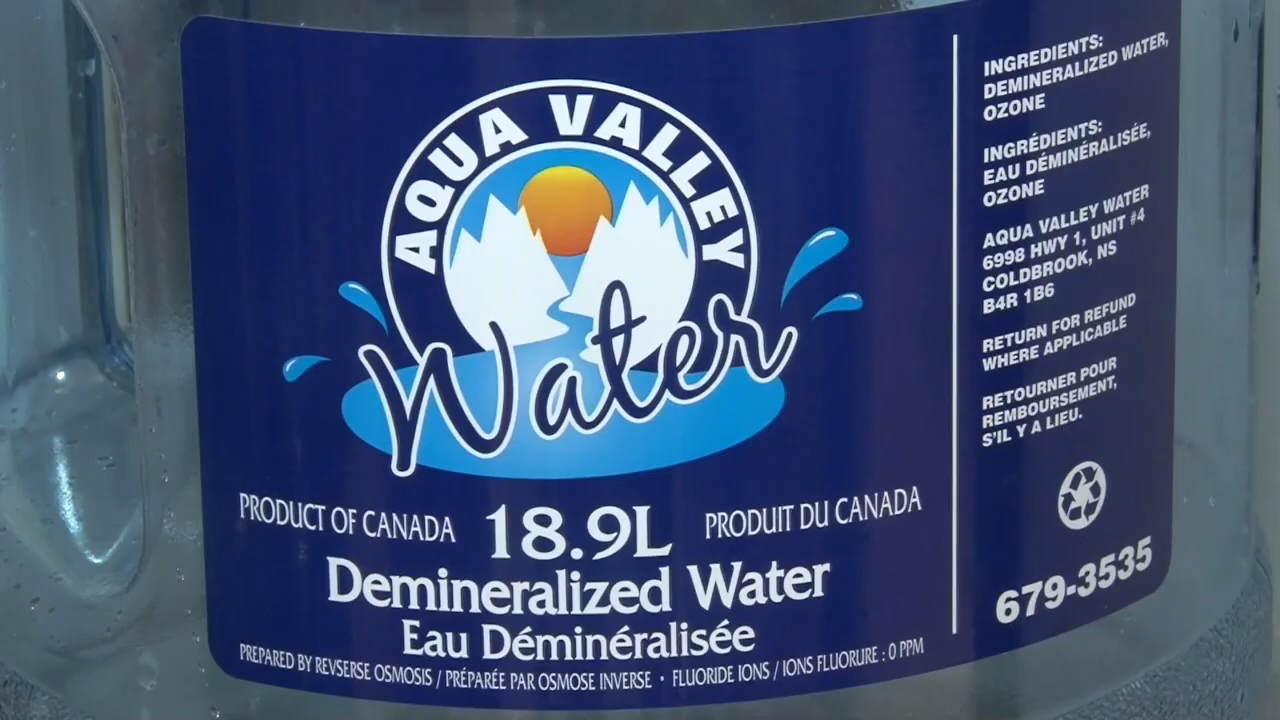 AQUA VALLEY
Water
PRODUCT OF CANADA 18.9L PRODUIT DU CANADA
Demineralized Water
Eau Déminéralisée
PREPARED BY REVSERSE OSMOSIS / PRÉPARÉE PAR OSMOSE INVERSE • FLUORIDE IONS / IONS FLUORURE : 0 PPM
INGREDIENTS:
DEMINERALIZED WATER,
OZONE
INGRÉDIENTS:
EAU DÉMINÉRALISÉE,
OZONE
AQUA VALLEY WATER
6998 HWY 1, UNIT #4
COLDBROOK, NS
B4R 1B6
RETURN FOR REFUND
WHERE APPLICABLE
RETOURNER POUR
REMBOURSEMENT,
S'IL Y A LIEU.
679-3535